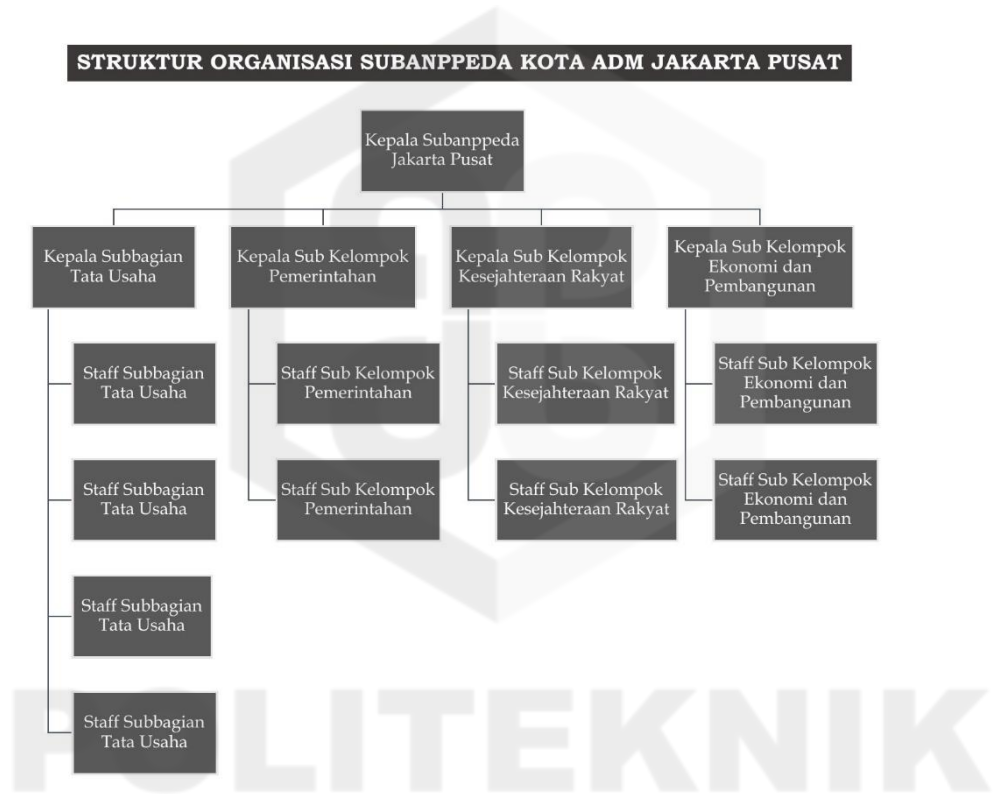 STRUKTUR ORGANISASI SUBANPPEDA KOTA ADM JAKARTA PUSAT
Kepala Subanppeda
Jakarta Pusat
Kepala Subbagian
Tata Usaha
Kepala Sub Kelompok
Pemerintahan
Kepala Sub Kelompok
Kesejahteraan Rakyat
Kepala Sub Kelompok
Ekonomi dan
Pembangunan
Staff Subbagian
Tata Usaha
Staff Sub Kelompok
Pemerintahan
Staff Sub Kelompok
Kesejahteraan Rakyat
Staff Sub Kelompok
Ekonomi dan
Pembangunan
Staff Subbagian
Tata Usaha
Staff Sub Kelompok
Pemerintahan
Staff Sub Kelompok
Kesejahteraan Rakyat
Staff Sub Kelompok
Ekonomi dan
Pembangunan
Staff Subbagian
Tata Usaha
Staff Subbagian
Tata Usaha
POLITEKNIK